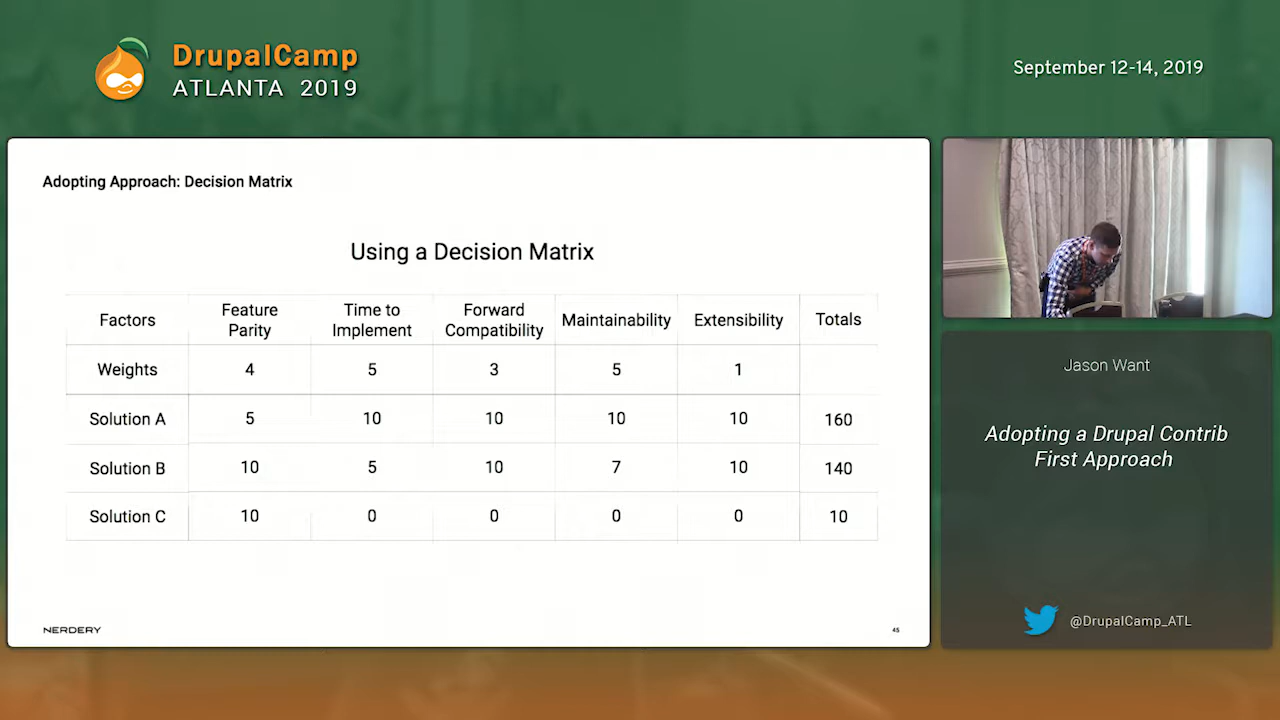 DrupalCamp
ATLANTA 2019
September 12-14, 2019
Adopting Approach: Decision Matrix
Using a Decision Matrix
Factors Feature Parity Time to Implement Forward Compatibility Maintainability Extensibility Totals
Weights 4 5 3 5 1
Solution A 5 10 10 10 10 160
Solution B 10 5 10 7 10 140
Solution C 10 0 0 0 0 10
NERDERY
45
Jason Want
Adopting a Drupal Contrib
First Approach
@DrupalCamp_ATL